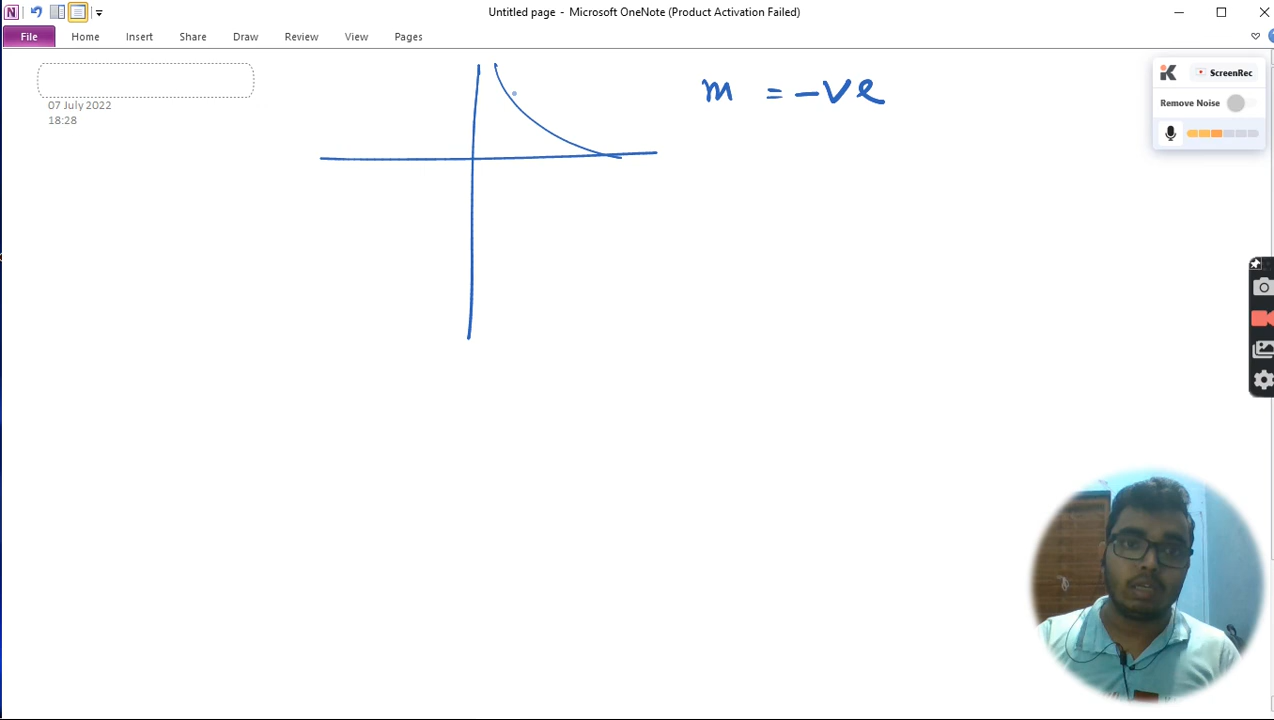 Untitled page - Microsoft OneNote (Product Activation Failed)
File Home Insert Share Draw Review View Pages
ScreenRec
Remove Noise
07 July 2022
18:28
m = -ve